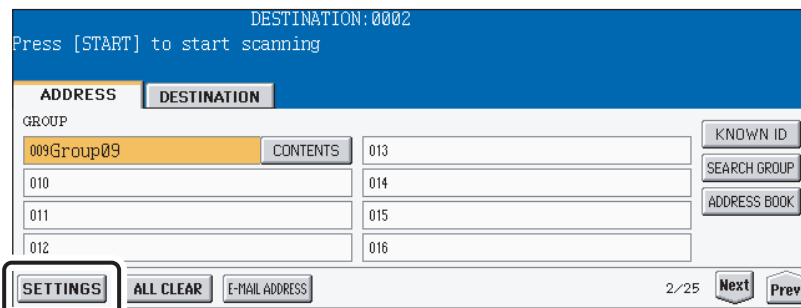 DESTINATION:0002
Press [START] to start scanning
ADDRESS DESTINATION
GROUP
009Group09 CONTENTS 013 KNOWN ID
010 014 SEARCH GROUP
011 015 ADDRESS BOOK
012 016
SETTINGS ALL CLEAR E-MAIL ADDRESS 2/25 Next Prev